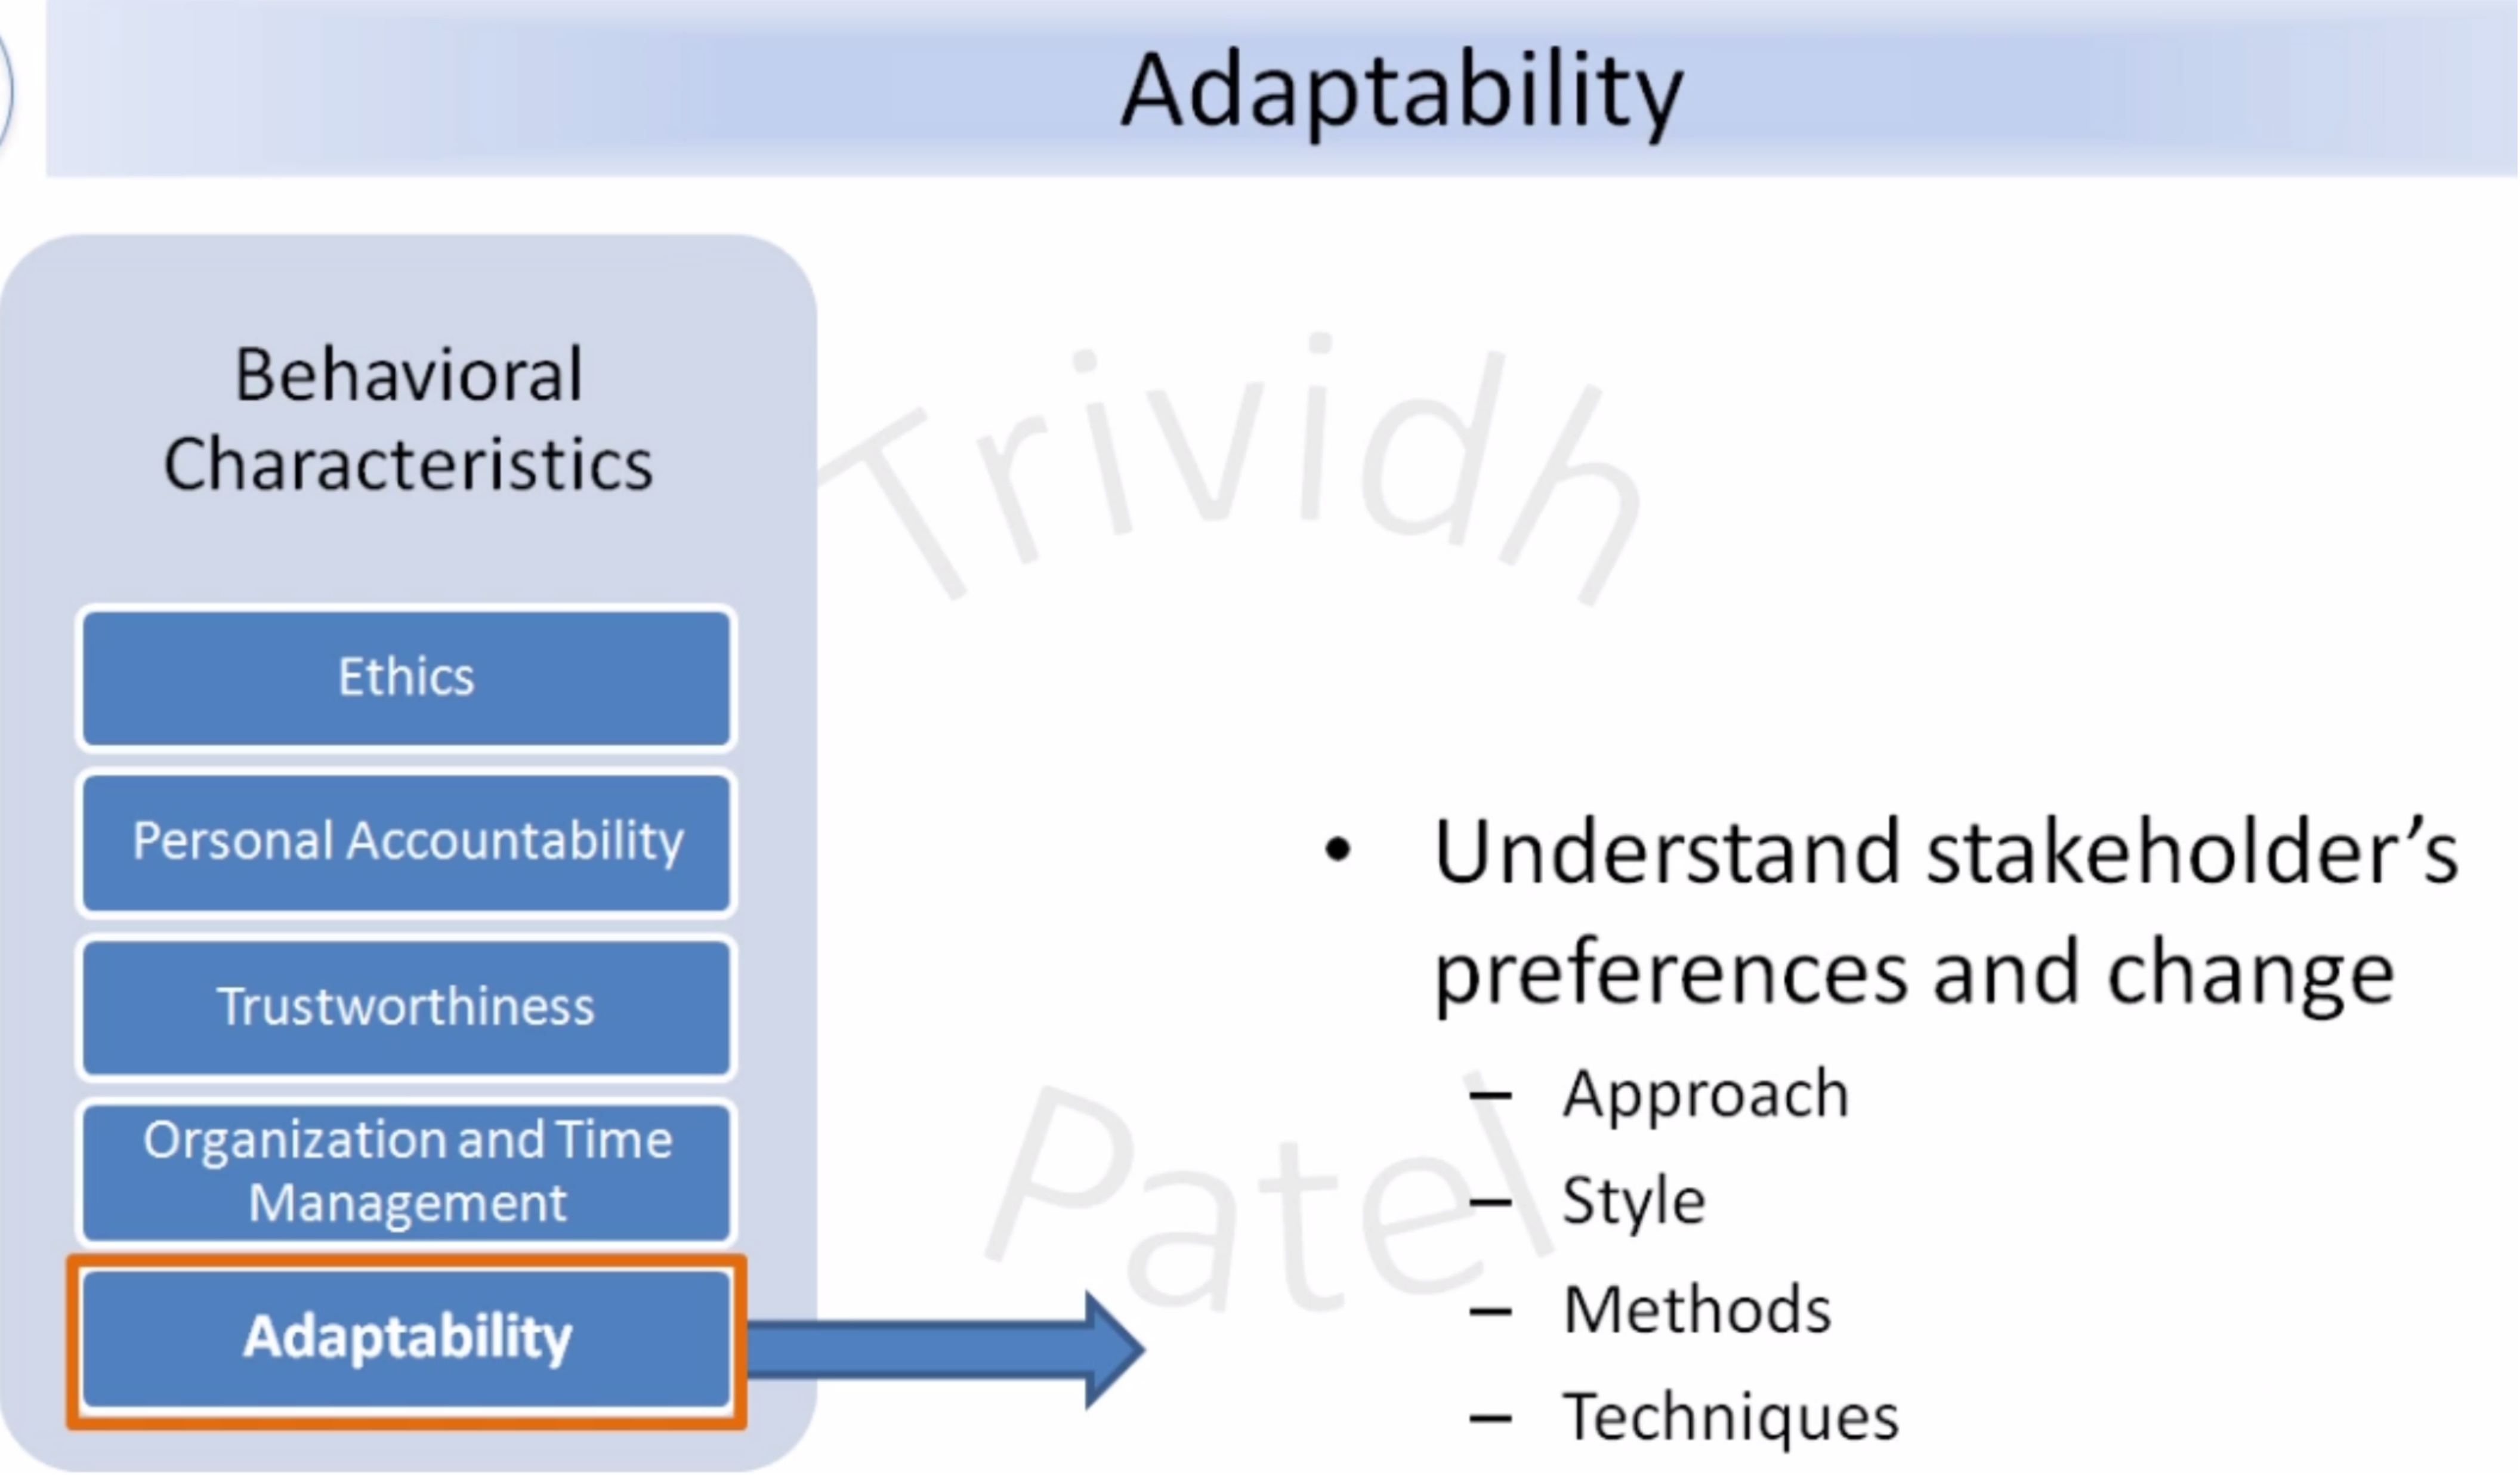 Adaptability
Behavioral
Characteristics
Ethics
Personal Accountability
Trustworthiness
Organization and Time
Management
Adaptability
Trividh
Patel
• Understand stakeholder’s
preferences and change
– Approach
– Style
– Methods
– Techniques